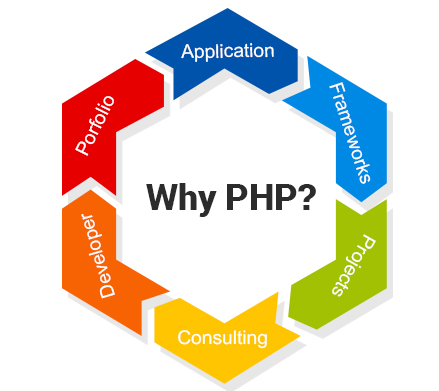 Application
Frameworks
Projects
Consulting
Developer
Porfolio
Why PHP?